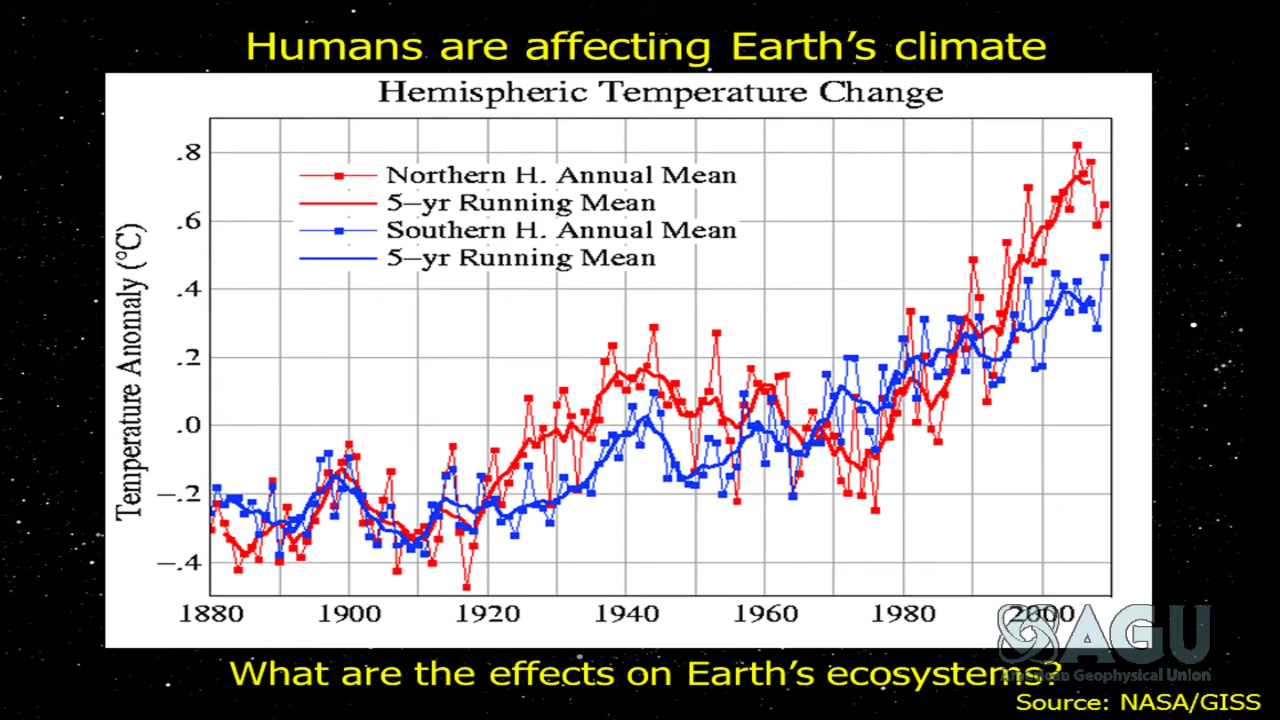 Humans are affecting Earth's climate
Hemispheric Temperature Change
.8
.6
.4
.2
.0
−.2
−.4
Temperature Anomaly (°C)
Northern H. Annual Mean
5−yr Running Mean
Southern H. Annual Mean
5−yr Running Mean
1880 1900 1920 1940 1960 1980 2000
AGU
American Geophysical Union
What are the effects on Earth's ecosystems?
Source: NASA/GISS